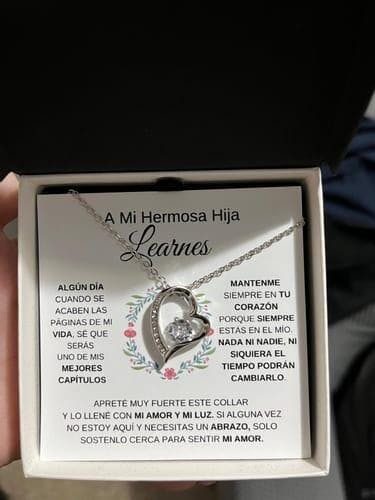 A Mi Hermosa Hija
Learnes
ALGÚN DÍA
CUANDO SE
ACABEN LAS
PÁGINAS DE MI
VIDA, SÉ QUE
SERÁS
UNO DE MIS
MEJORES
CAPÍTULOS
MANTENME
SIEMPRE EN TU
CORAZÓN
PORQUE SIEMPRE
ESTÁS EN EL MÍO.
NADA NI NADIE, NI
SIQUIERA EL
TIEMPO PODRÁN
CAMBIARLO.
APRETÉ MUY FUERTE ESTE COLLAR
Y LO LLENÉ CON MI AMOR Y MI LUZ. SI ALGUNA VEZ
NO ESTOY AQUÍ Y NECESITAS UN ABRAZO, SOLO
SOSTENLO CERCA PARA SENTIR MI AMOR.